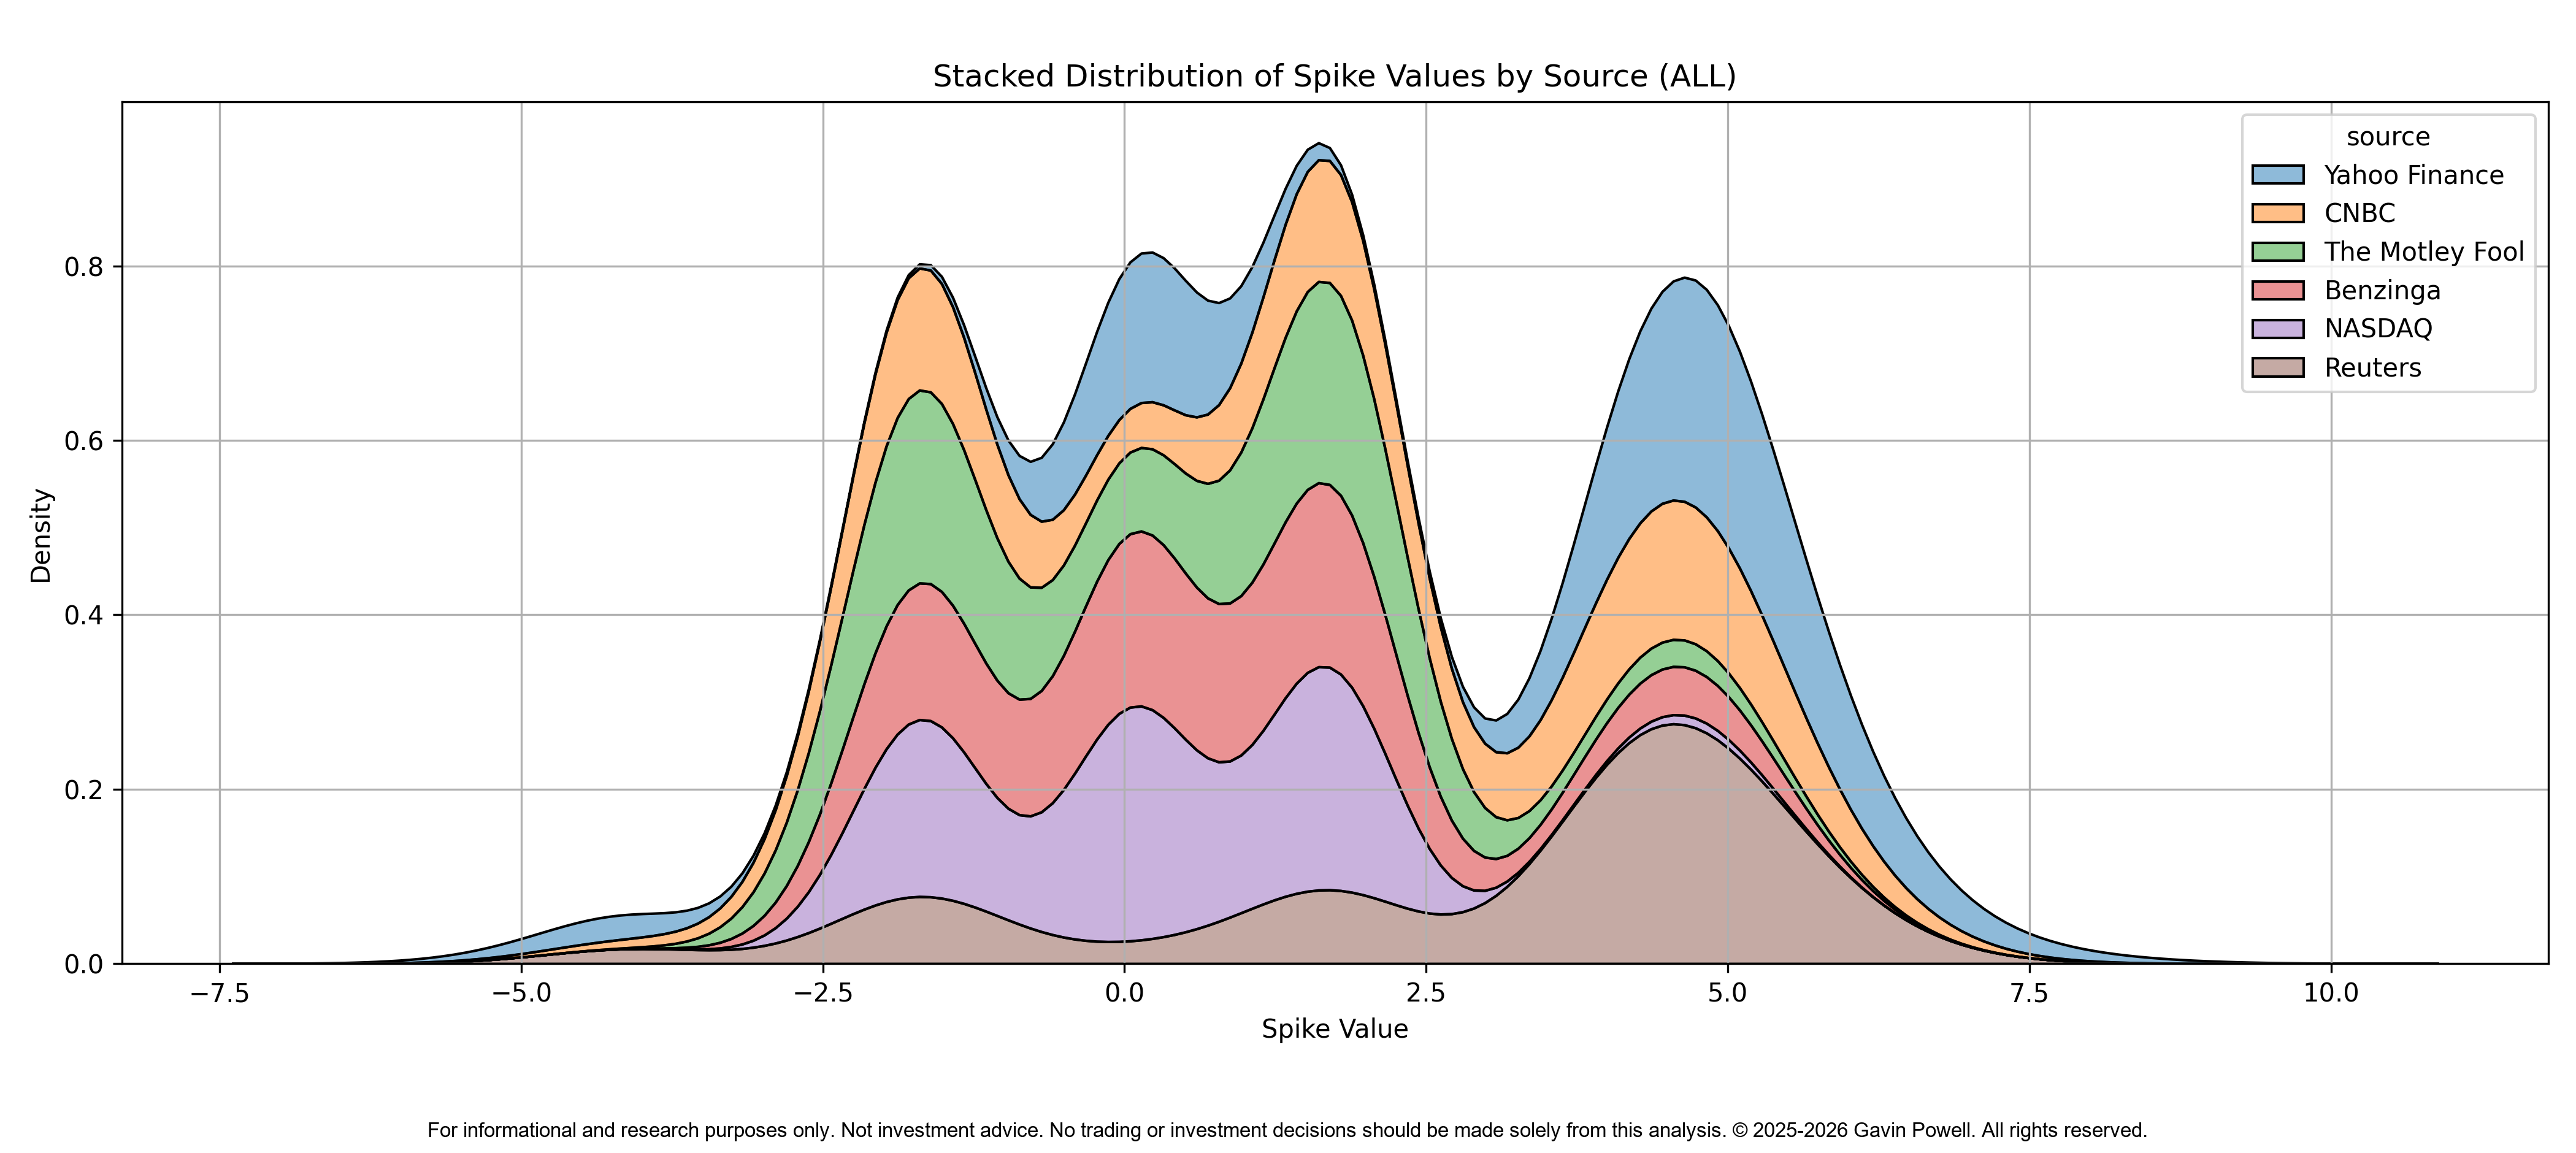 Stacked Distribution of Spike Values by Source (ALL)
source
Yahoo Finance
CNBC
The Motley Fool
Benzinga
NASDAQ
Reuters
Density
0.8
0.6
0.4
0.2
0.0
−7.5 −5.0 −2.5 0.0 2.5 5.0 7.5 10.0
Spike Value
For informational and research purposes only. Not investment advice. No trading or investment decisions should be made solely from this analysis. © 2025-2026 Gavin Powell. All rights reserved.